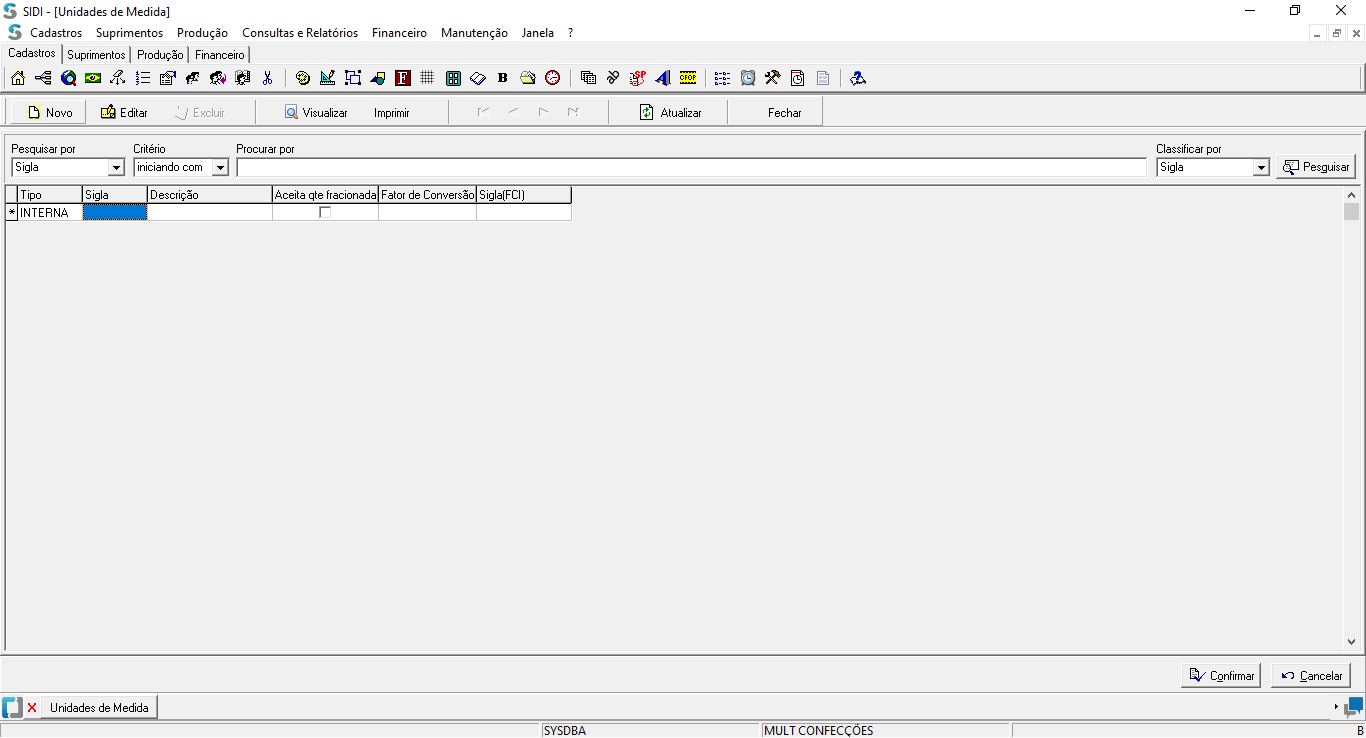 SIDI - [Unidades de Medida]
Cadastros Suprimentos Produção Consultas e Relatórios Financeiro Manutenção Janela ?
Cadastros Suprimentos Produção Financeiro
F B SP CFOP
Novo Editar Excluir Visualizar Imprimir Atualizar Fechar
Pesquisar por Critério Procurar por Classificar por
Sigla iniciando com Sigla Pesquisar
Tipo Sigla Descrição Aceita qte fracionada Fator de Conversão Sigla(FCI)
* INTERNA
Confirmar Cancelar
Unidades de Medida
SYSDBA MULT CONFECÇÕES B